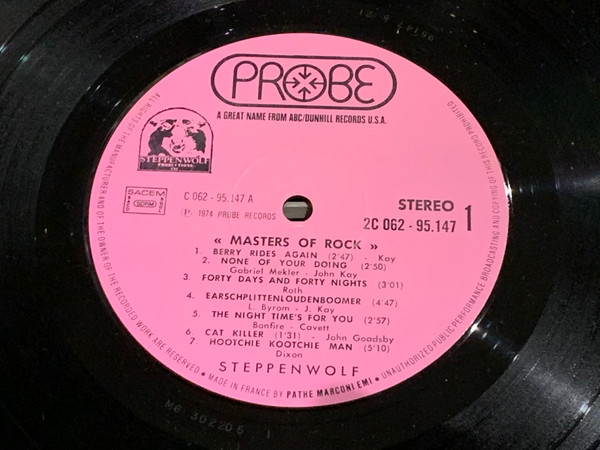 PROBE
A GREAT NAME FROM ABC/DUNHILL RECORDS U.S.A.
STEPPENWOLF
PRODUCTIONS
SACEM
SDRM
C 062 - 95.147 A
℗ 1974 PROBE RECORDS
STEREO
2C 062 - 95.147
1
« MASTERS OF ROCK »
1. BERRY RIDES AGAIN (2'47) - Kay
2. NONE OF YOUR DOING (2'50)
Gabriel Mekler - John Kay
3. FORTY DAYS AND FORTY NIGHTS (3'01)
Roth
4. EARSCHPLITTENLOUDENBOOMER (4'47)
L. Byrom - J. Kay
5. THE NIGHT TIME'S FOR YOU (2'57)
Bonfire - Cavett
6. CAT KILLER (1'31) - John Goadsby
7. HOOTCHIE KOOTCHIE MAN (5'10)
Dixon
STEPPENWOLF
ALL RIGHTS OF THE MANUFACTURER AND OF THE OWNER OF THE RECORDED WORK ARE RESERVED • MADE IN FRANCE BY PATHE MARCONI EMI • UNAUTHORIZED PUBLIC PERFORMANCE BROADCASTING AND COPYING OF THIS RECORD PROHIBITED
M6 302206 1